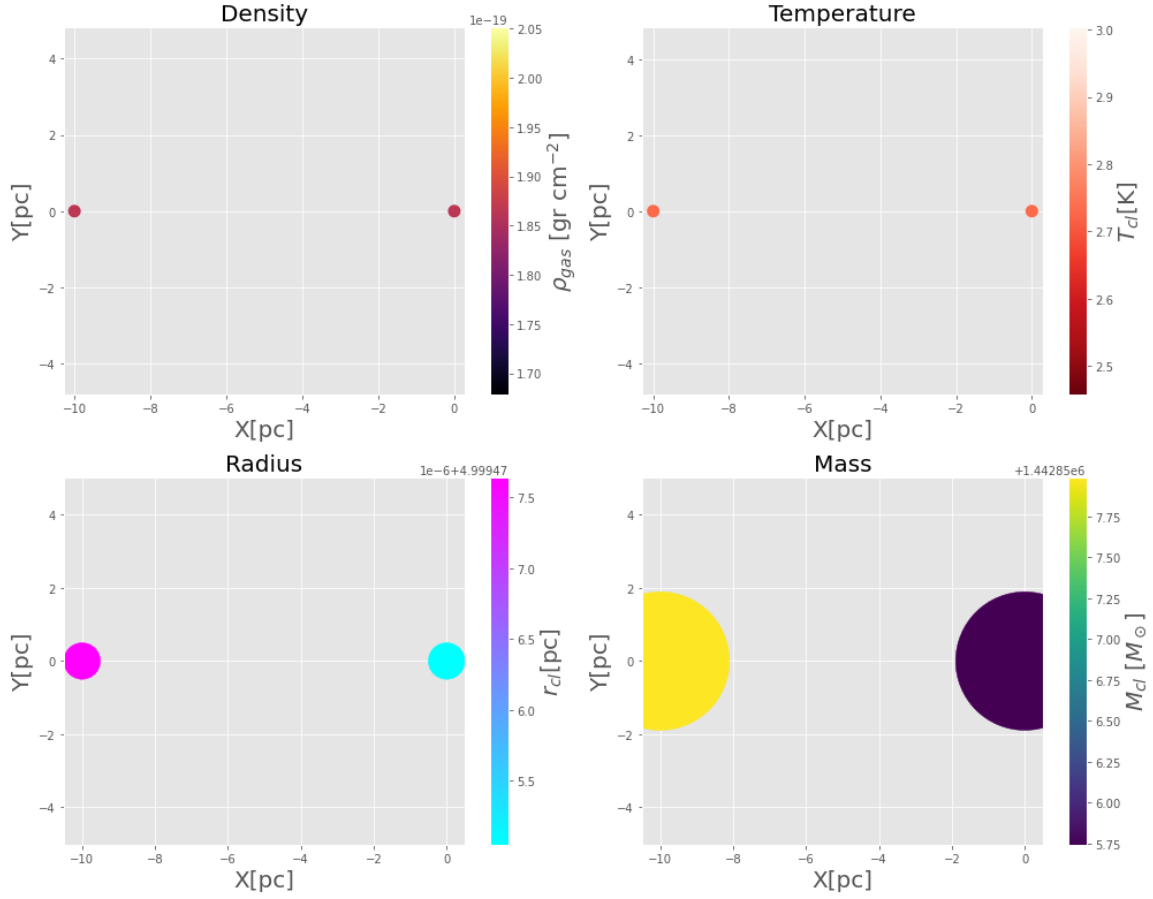 Density
1e−19
2.05
2.00
1.95
1.90
1.85
1.80
1.75
1.70
ρ_gas [gr cm⁻²]
4
2
0
−2
−4
Y[pc]
−10 −8 −6 −4 −2 0
X[pc]
Temperature
3.0
2.9
2.8
2.7
2.6
2.5
T_cl[K]
4
2
0
−2
−4
Y[pc]
−10 −8 −6 −4 −2 0
X[pc]
Radius
1e−6+4.99947
7.5
7.0
6.5
6.0
5.5
r_cl[pc]
4
2
0
−2
−4
Y[pc]
−10 −8 −6 −4 −2 0
X[pc]
Mass
+1.44285e6
7.75
7.50
7.25
7.00
6.75
6.50
6.25
6.00
5.75
M_cl [M_⊙]
4
2
0
−2
−4
Y[pc]
−10 −8 −6 −4 −2 0
X[pc]